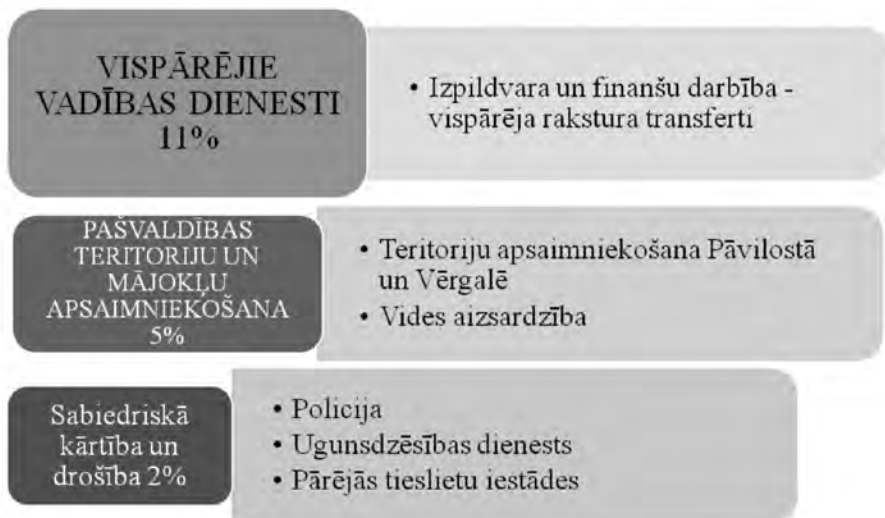 VISPĀRĒJIE
VADĪBAS DIENESTI
11%
• Izpildvara un finanšu darbība -
vispārēja rakstura transferti
PAŠVALDĪBAS
TERITORIJU UN
MĀJOKĻU
APSAIMNIEKOŠANA
5%
• Teritoriju apsaimniekošana Pāvilostā
un Vērgalē
• Vides aizsardzība
Sabiedriskā
kārtība un
drošība 2%
• Policija
• Ugunsdzēsības dienests
• Pārējās tieslietu iestādes